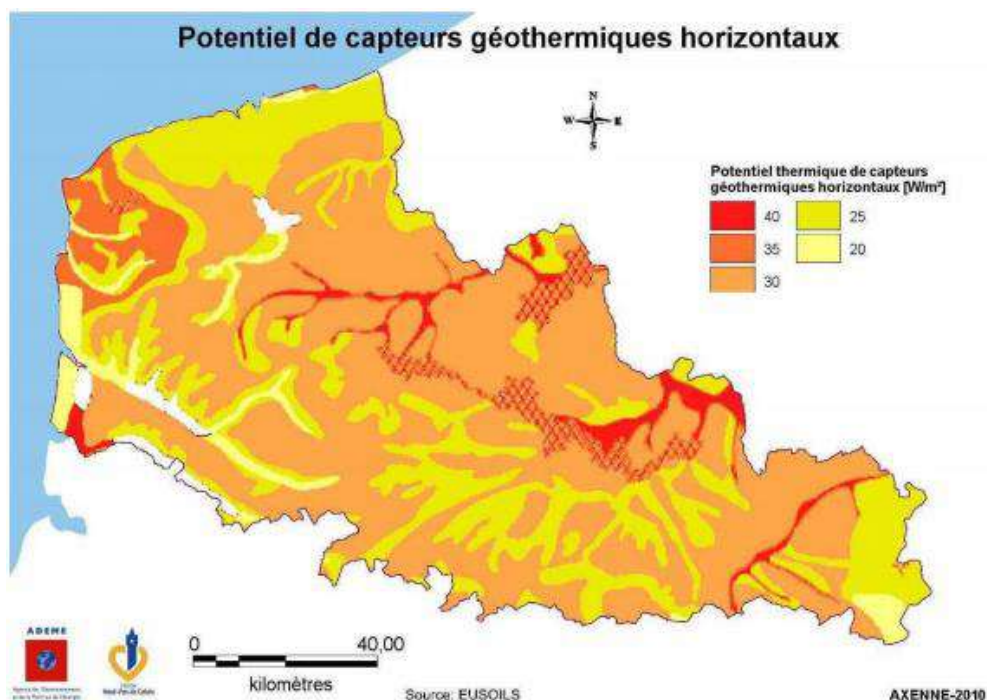 Potentiel de capteurs géothermiques horizontaux
N
W E
S
Potentiel thermique de capteurs
géothermiques horizontaux [W/m²]
40 25
35 20
30
ADEME
0 40,00
kilomètres
Source: EUSOILS
AXENNE-2010